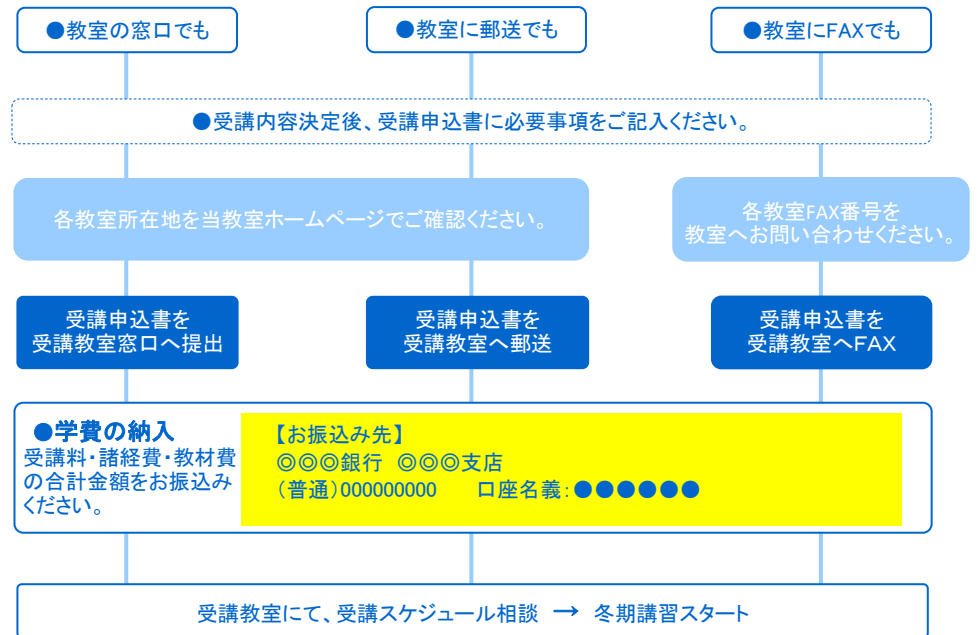 ●教室の窓口でも
●教室に郵送でも
●教室にFAXでも
●受講内容決定後、受講申込書に必要事項をご記入ください。
各教室所在地を当教室ホームページでご確認ください。
各教室FAX番号を
教室へお問い合わせください。
受講申込書を
受講教室窓口へ提出
受講申込書を
受講教室へ郵送
受講申込書を
受講教室へFAX
●学費の納入
受講料・諸経費・教材費
の合計金額をお振込み
ください。
【お振込み先】
◎◎◎銀行 ◎◎◎支店
(普通)000000000　口座名義:●●●●●●
受講教室にて、受講スケジュール相談 → 冬期講習スタート